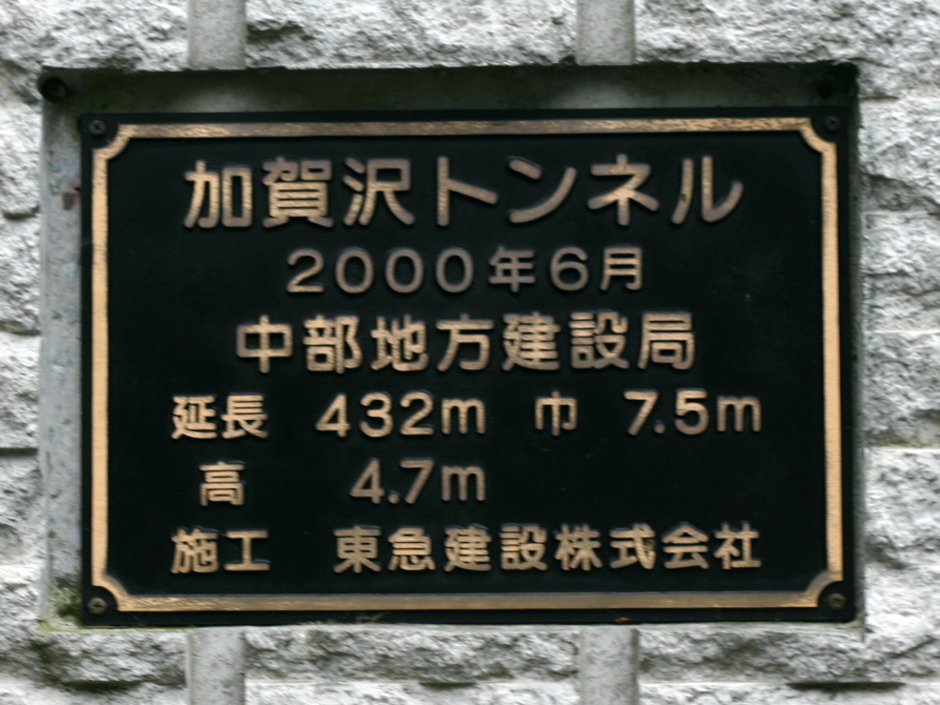 加賀沢トンネル
2000年6月
中部地方建設局
延長 432m 巾 7.5m
高 4.7m
施工 東急建設株式会社